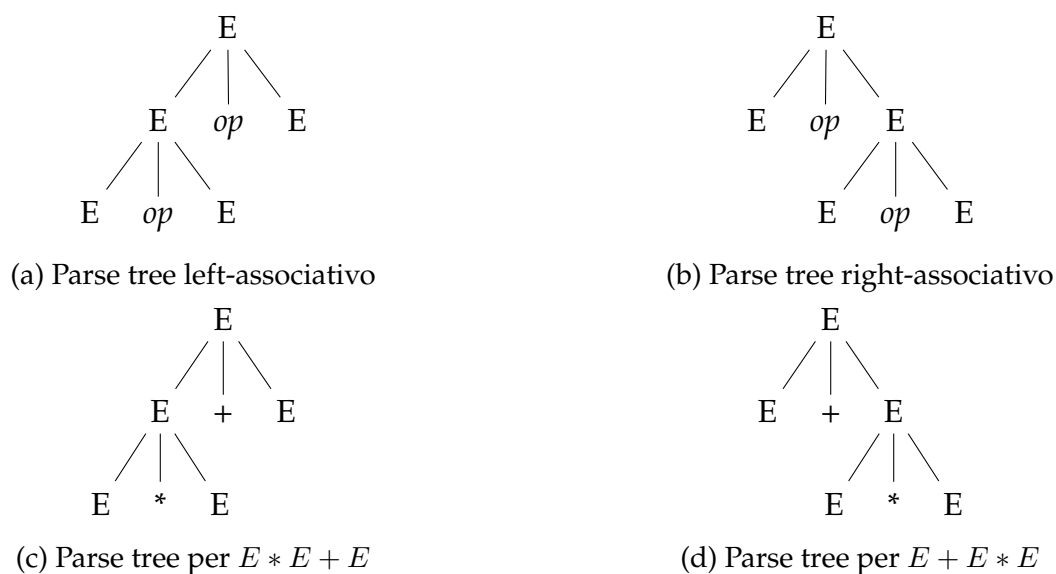 E
E
E op E
E op E
E op E
E op E
(a) Parse tree left-associativo
(b) Parse tree right-associativo
E
E
E + E
E + E
E * E
E * E
(c) Parse tree per E ∗ E + E
(d) Parse tree per E + E ∗ E